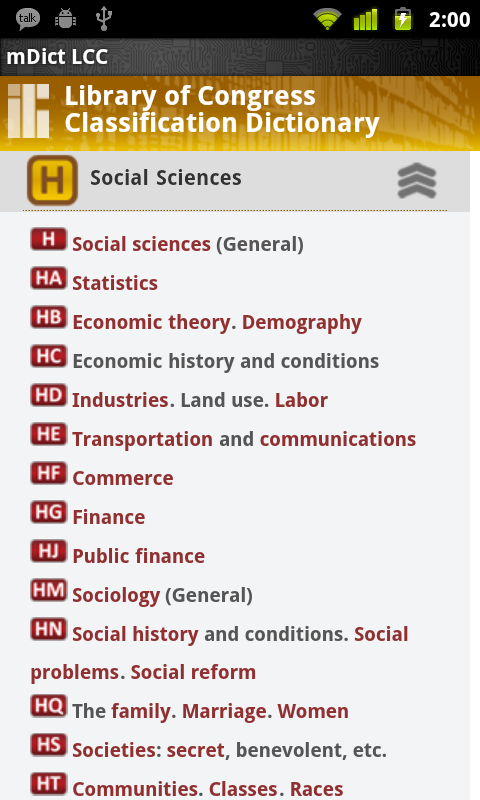 talk
2:00
mDict LCC
Library of Congress
Classification Dictionary
H Social Sciences
H Social sciences (General)
HA Statistics
HB Economic theory. Demography
HC Economic history and conditions
HD Industries. Land use. Labor
HE Transportation and communications
HF Commerce
HG Finance
HJ Public finance
HM Sociology (General)
HN Social history and conditions. Social
problems. Social reform
HQ The family. Marriage. Women
HS Societies: secret, benevolent, etc.
HT Communities. Classes. Races